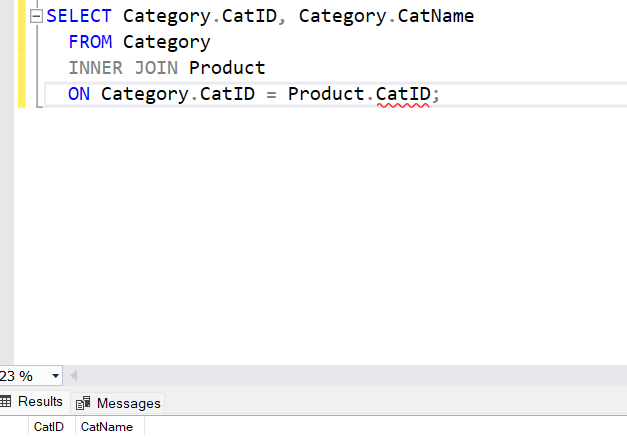 SELECT Category.CatID, Category.CatName
FROM Category
INNER JOIN Product
ON Category.CatID = Product.CatID;
23 %
Results Messages
CatID CatName